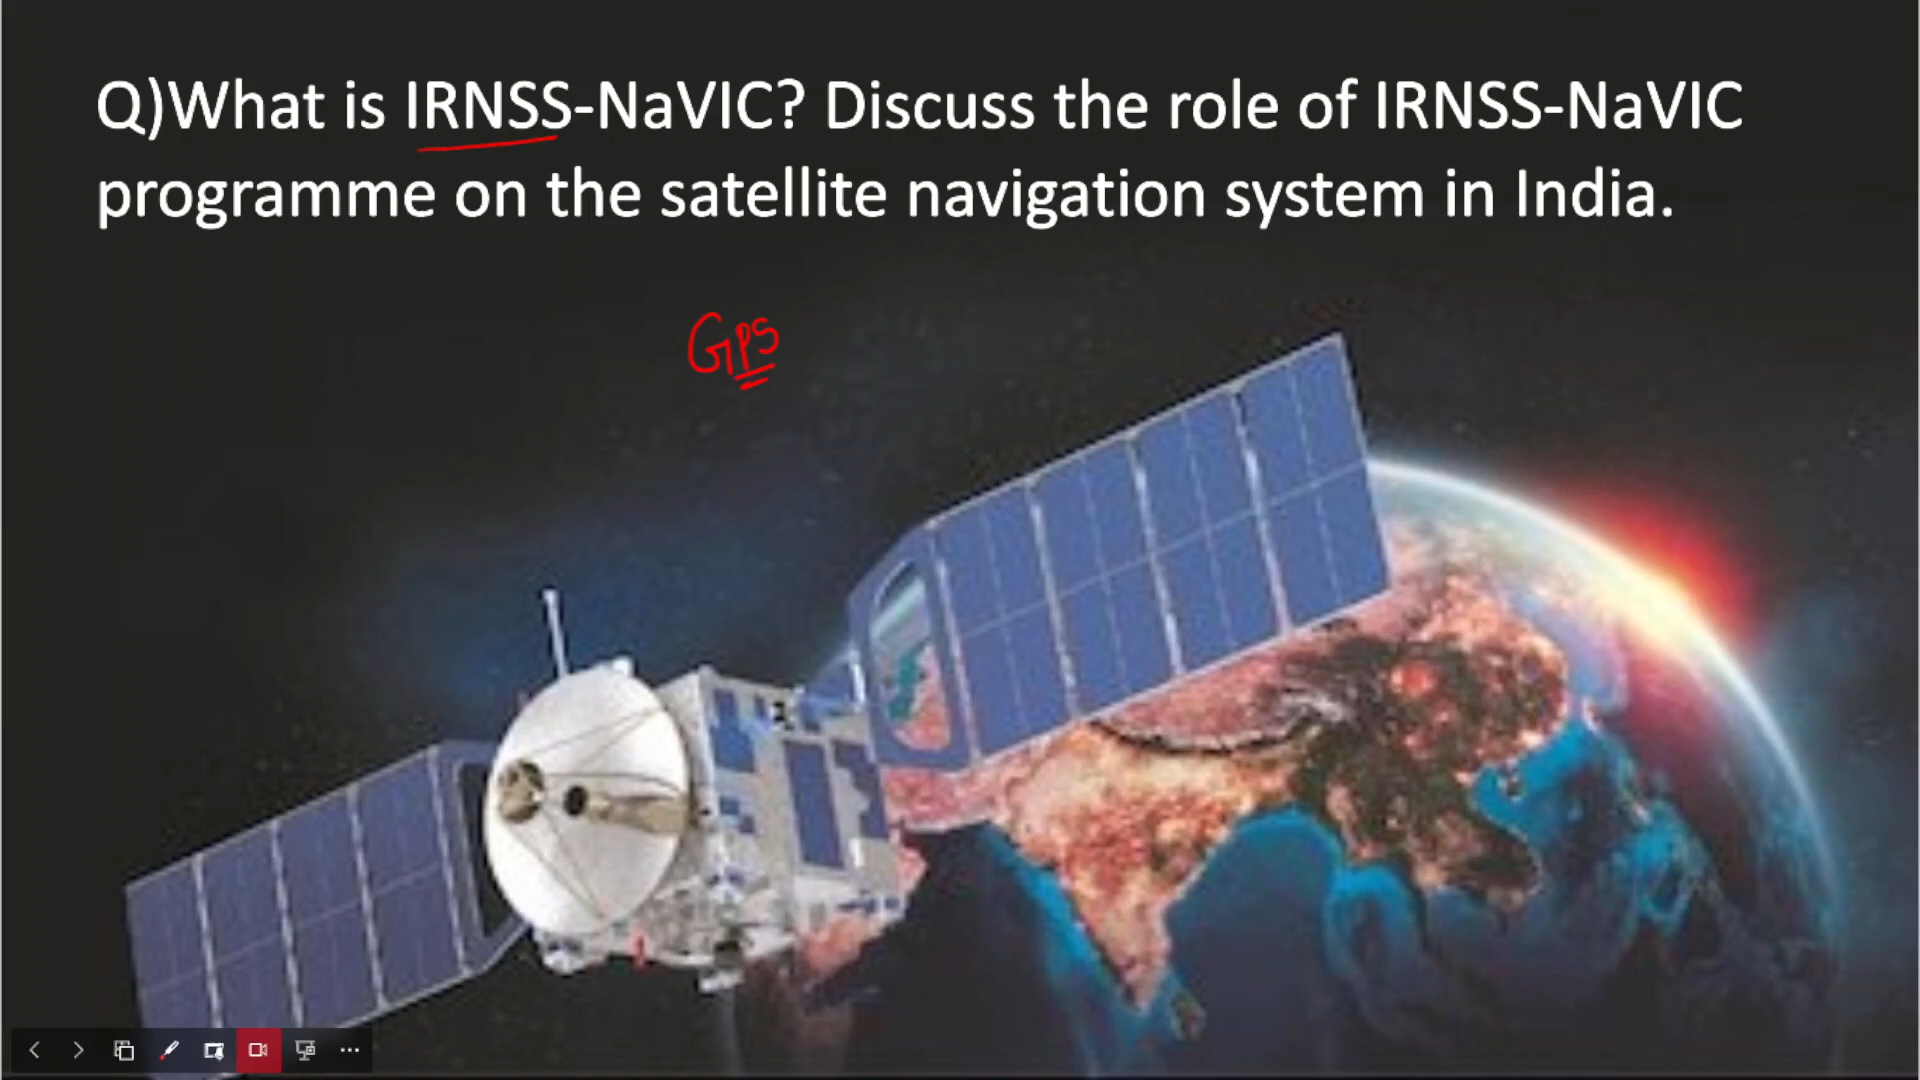 Q)What is IRNSS-NaVIC? Discuss the role of IRNSS-NaVIC
programme on the satellite navigation system in India.
GPS